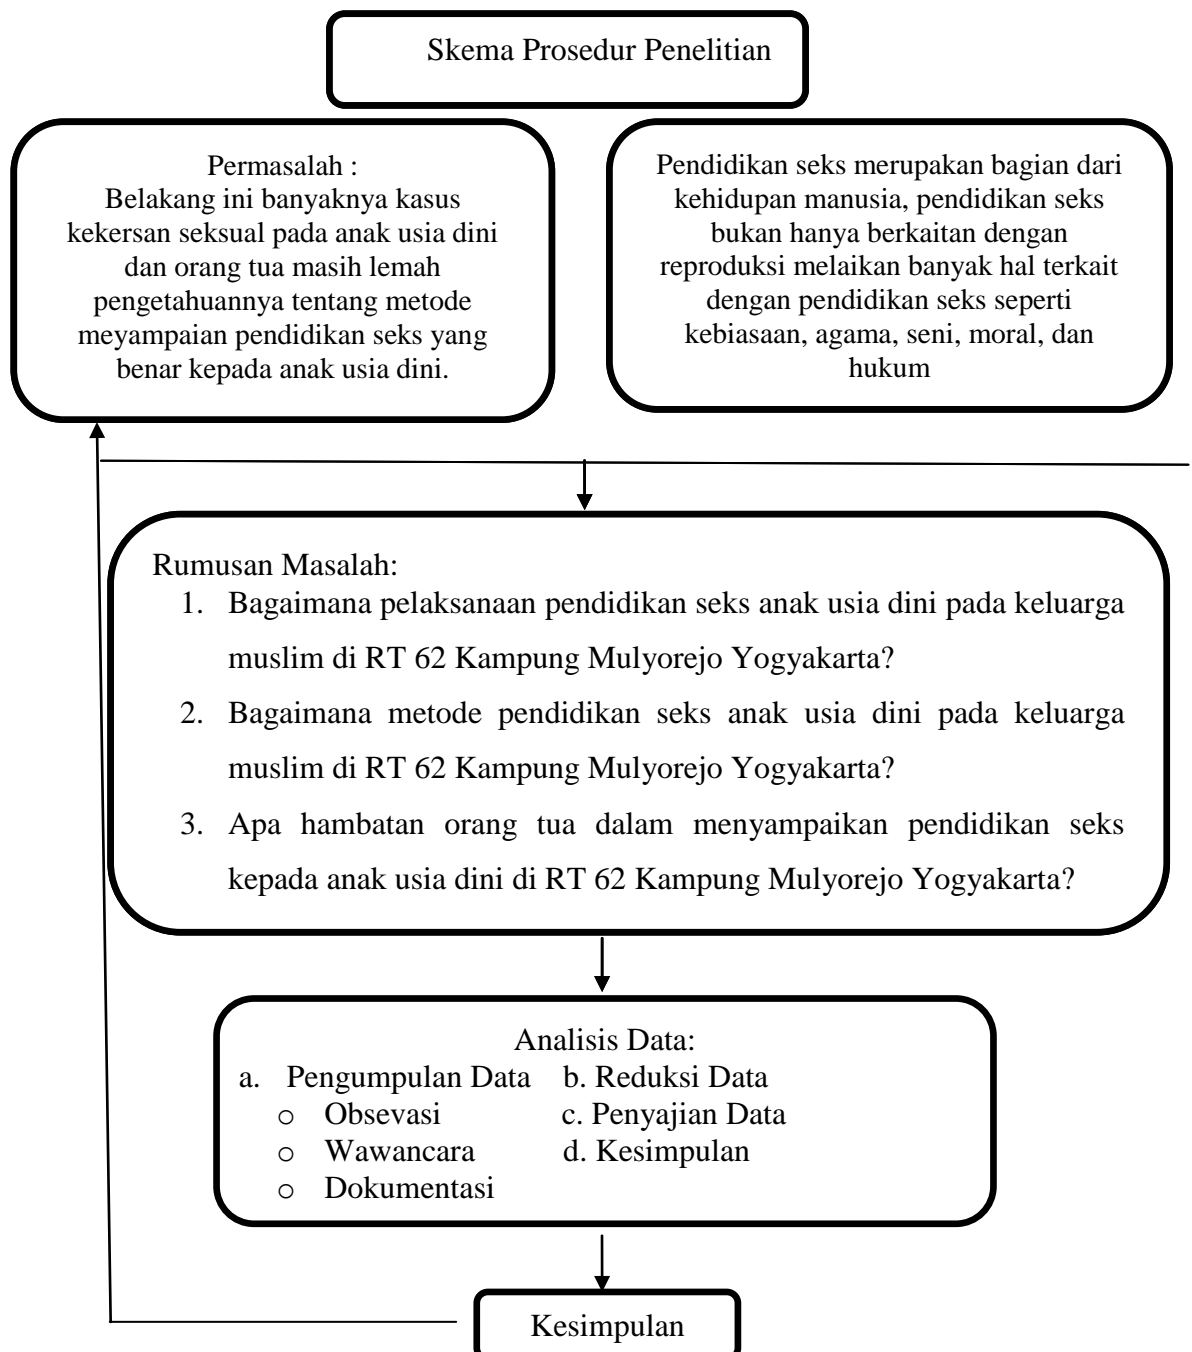 Skema Prosedur Penelitian
Permasalah :
Belakang ini banyaknya kasus
kekersan seksual pada anak usia dini
dan orang tua masih lemah
pengetahuannya tentang metode
meyampaian pendidikan seks yang
benar kepada anak usia dini.
Pendidikan seks merupakan bagian dari
kehidupan manusia, pendidikan seks
bukan hanya berkaitan dengan
reproduksi melaikan banyak hal terkait
dengan pendidikan seks seperti
kebiasaan, agama, seni, moral, dan
hukum
Rumusan Masalah:
1. Bagaimana pelaksanaan pendidikan seks anak usia dini pada keluarga
muslim di RT 62 Kampung Mulyorejo Yogyakarta?
2. Bagaimana metode pendidikan seks anak usia dini pada keluarga
muslim di RT 62 Kampung Mulyorejo Yogyakarta?
3. Apa hambatan orang tua dalam menyampaikan pendidikan seks
kepada anak usia dini di RT 62 Kampung Mulyorejo Yogyakarta?
Analisis Data:
a. Pengumpulan Data b. Reduksi Data
o Obsevasi c. Penyajian Data
o Wawancara d. Kesimpulan
o Dokumentasi
Kesimpulan